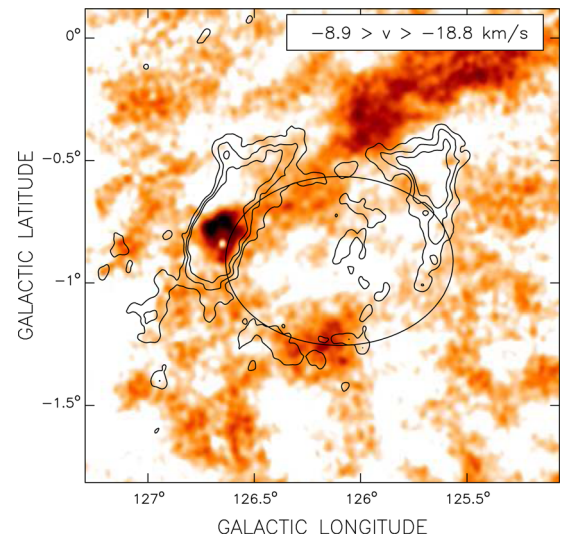 −8.9 > v > −18.8 km/s
0°
−0.5°
−1°
−1.5°
GALACTIC LATITUDE
127° 126.5° 126° 125.5°
GALACTIC LONGITUDE